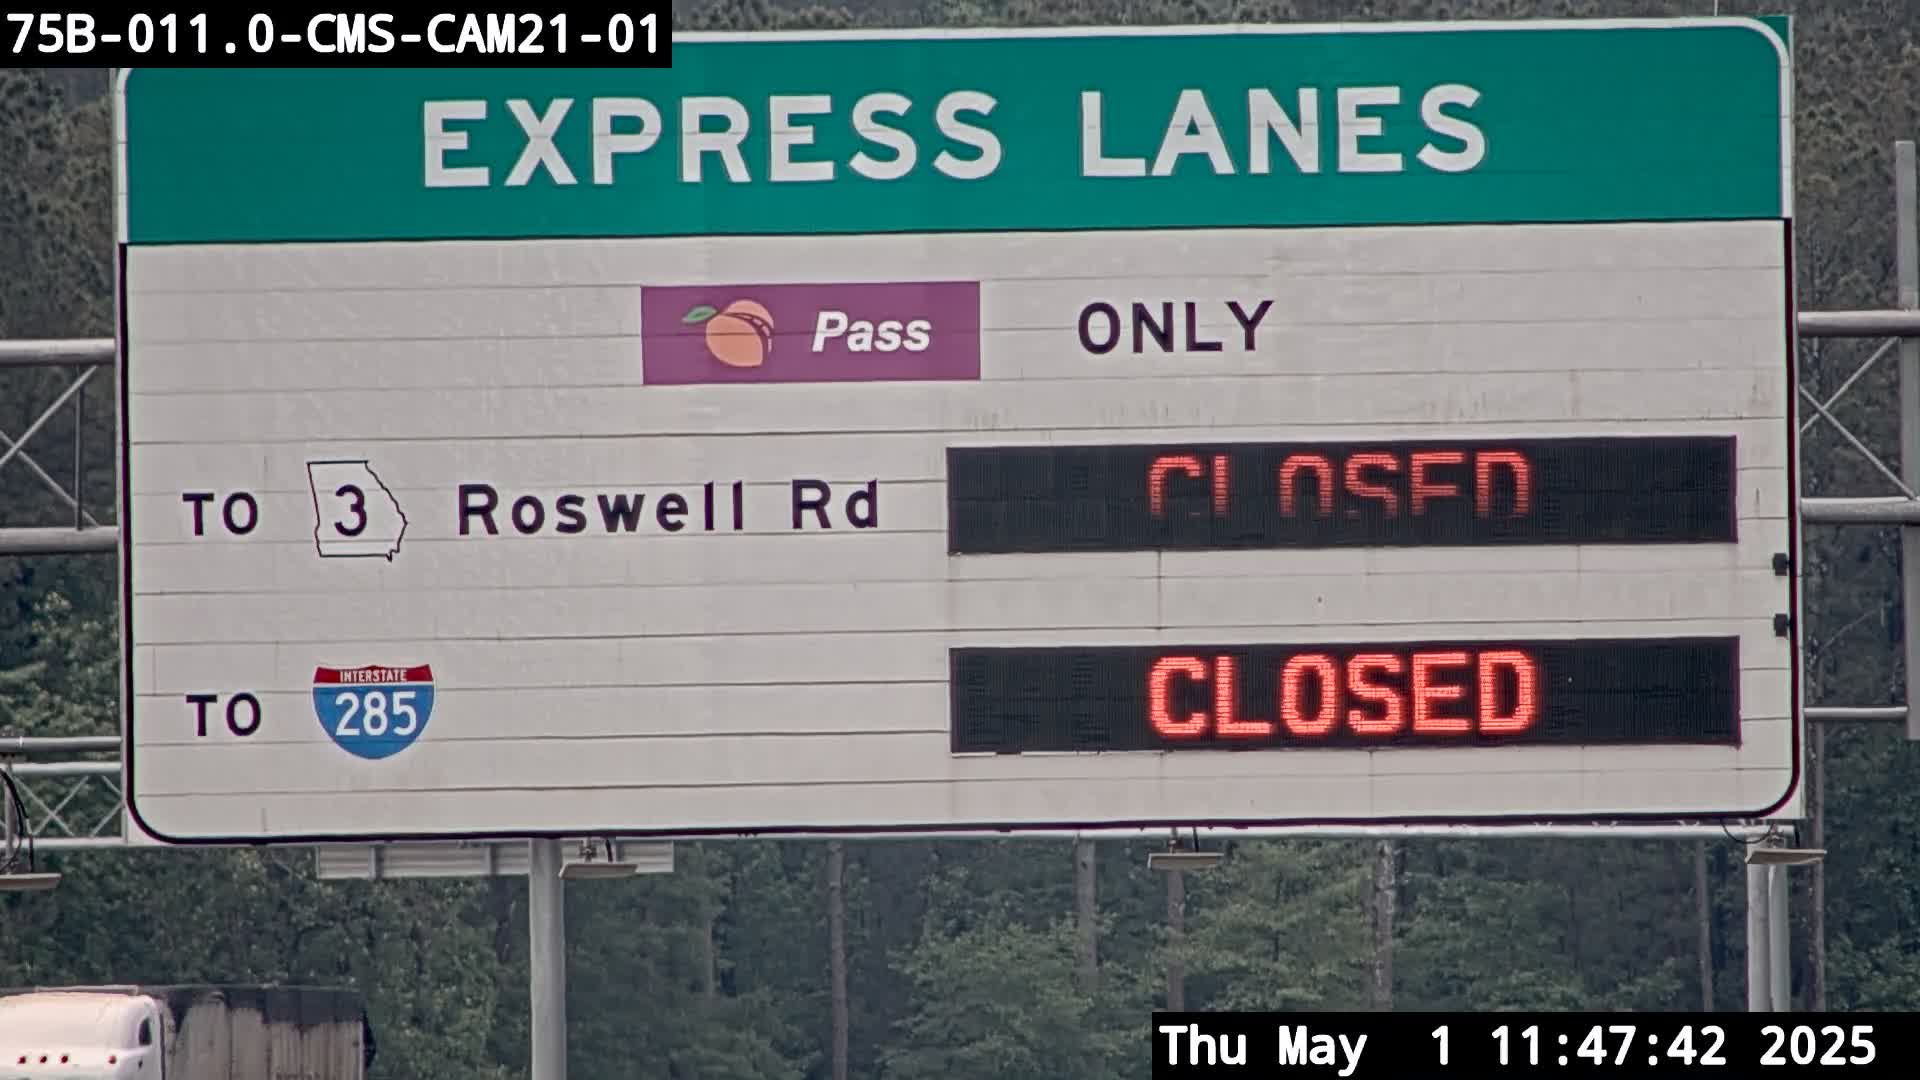 75B-011.0-CMS-CAM21-01
EXPRESS LANES
Pass ONLY
TO 3 Roswell Rd CLOSED
INTERSTATE
TO 285 CLOSED
Thu May 1 11:47:42 2025